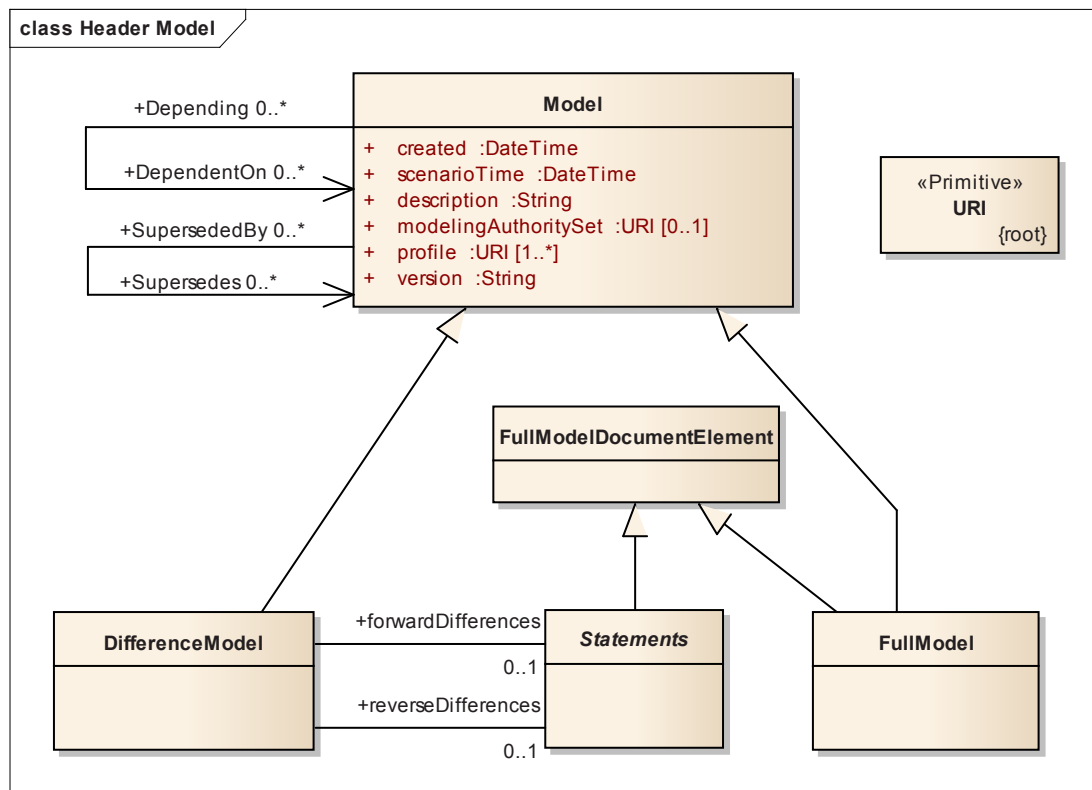 class Header Model
Model
+ created :DateTime
+ scenarioTime :DateTime
+ description :String
+ modelingAuthoritySet :URI [0..1]
+ profile :URI [1..*]
+ version :String
+Depending 0..*
+DependentOn 0..*
+SupersededBy 0..*
+Supersedes 0..*
«Primitive»
URI
{root}
FullModelDocumentElement
DifferenceModel
+forwardDifferences
0..1
+reverseDifferences
0..1
Statements
FullModel